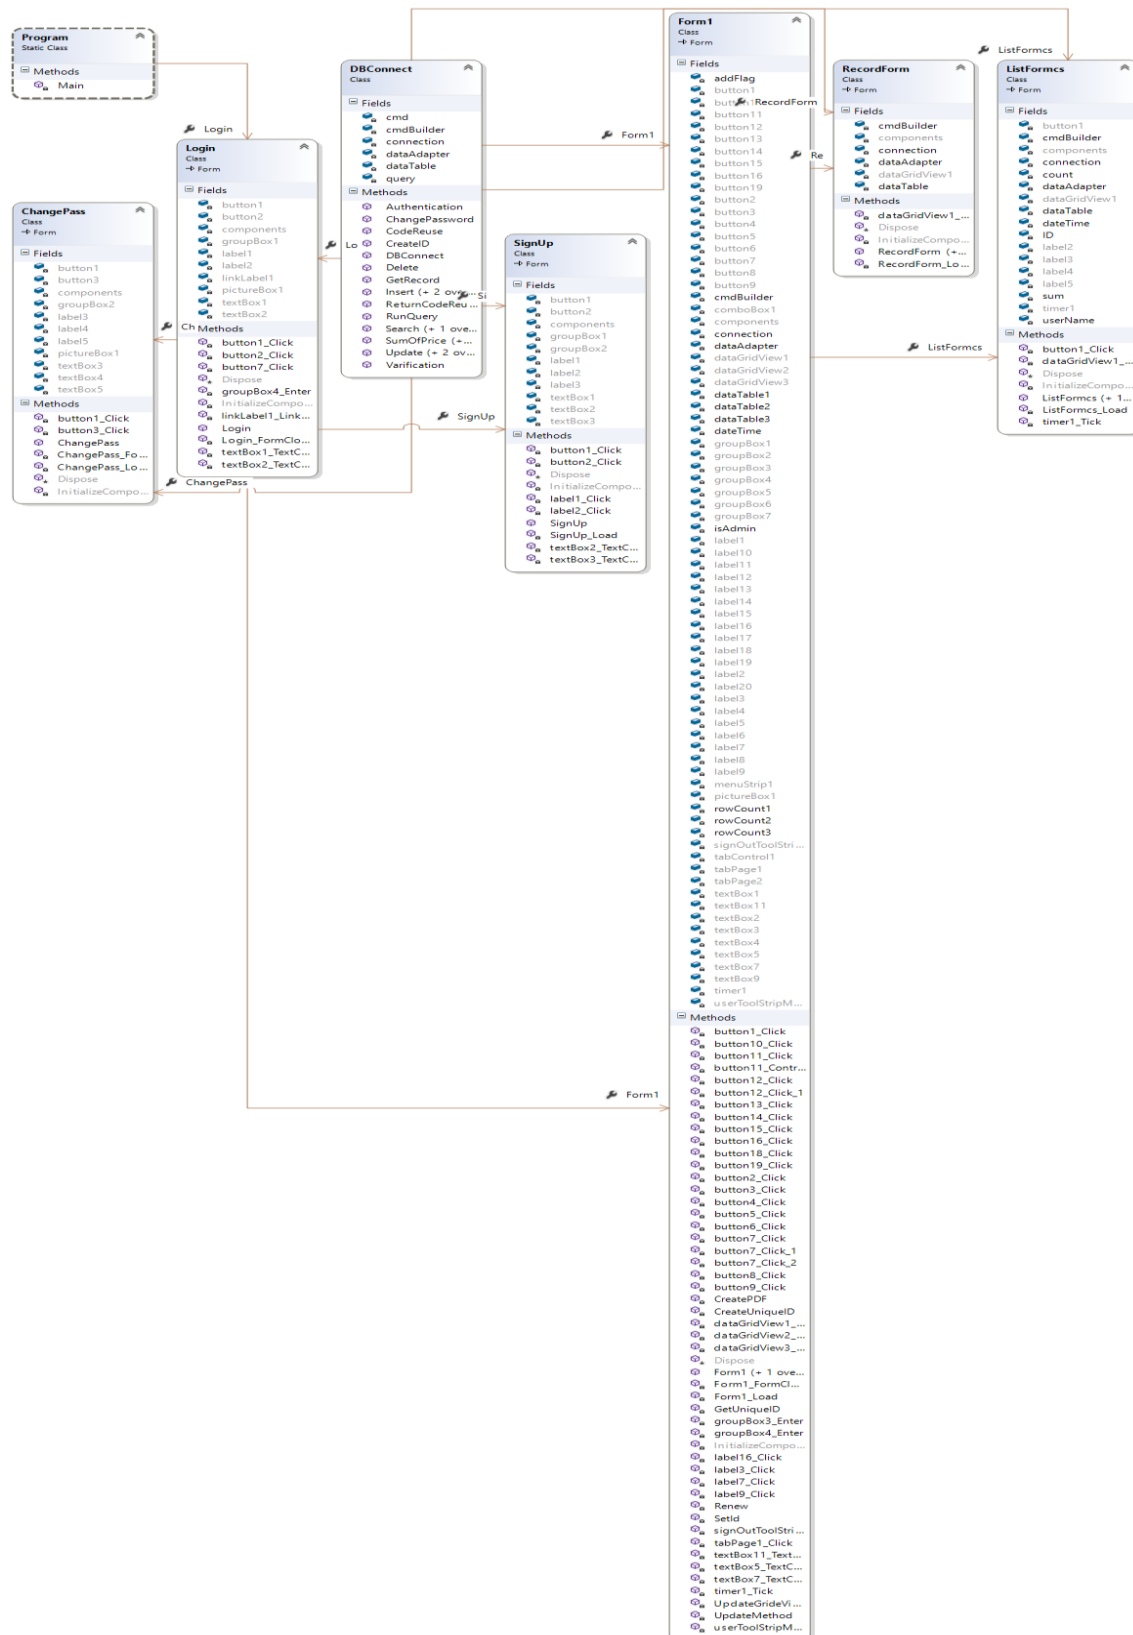 Program
Static Class
Methods
Main
Login
Login
Class
Form
Fields
button1
button2
components
groupBox1
label1
label2
linkLabel1
pictureBox1
textBox1
textBox2
Methods
button1_Click
button2_Click
button7_Click
Dispose
groupBox4_Enter
InitializeCompo...
linkLabel1_Link...
Login
Login_FormClo...
textBox1_TextC...
textBox2_TextC...
ChangePass
Class
Form
Fields
button1
button3
components
groupBox2
label3
label4
label5
pictureBox1
textBox3
textBox4
textBox5
Methods
button1_Click
button3_Click
ChangePass
ChangePass_Fo...
ChangePass_Lo...
Dispose
InitializeCompo...
Ch
ChangePass
DBConnect
Class
Fields
cmd
cmdBuilder
connection
dataAdapter
dataTable
query
Methods
Authentication
ChangePassword
CodeReuse
CreateID
DBConnect
Delete
GetRecord
Insert (+ 2 ove...
ReturnCodeReu...
RunQuery
Search (+ 1 ove...
SumOfPrice (+...
Update (+ 2 ov...
Varification
Lo
Si
SignUp
SignUp
Class
Form
Fields
button1
button2
components
groupBox1
groupBox2
label1
label2
label3
textBox1
textBox2
textBox3
Methods
button1_Click
button2_Click
Dispose
InitializeCompo...
label1_Click
label2_Click
SignUp
SignUp_Load
textBox2_TextC...
textBox3_TextC...
Form1
Form1
Form1
Class
Form
Fields
addFlag
button1
RecordForm
button11
button12
button13
button14
button15
button16
button19
button2
button3
button4
button5
button6
button7
button8
button9
cmdBuilder
comboBox1
components
connection
dataAdapter
dataGridView1
dataGridView2
dataGridView3
dataTable1
dataTable2
dataTable3
dateTime
groupBox1
groupBox2
groupBox3
groupBox4
groupBox5
groupBox6
groupBox7
isAdmin
label1
label10
label11
label12
label13
label14
label15
label16
label17
label18
label19
label2
label20
label3
label4
label5
label6
label7
label8
label9
menuStrip1
pictureBox1
rowCount1
rowCount2
rowCount3
signOutToolStri...
tabControl1
tabPage1
tabPage2
textBox1
textBox11
textBox2
textBox3
textBox4
textBox5
textBox7
textBox9
timer1
userToolStripM...
Methods
button1_Click
button10_Click
button11_Click
button11_Contr...
button12_Click
button12_Click_1
button13_Click
button14_Click
button15_Click
button16_Click
button18_Click
button19_Click
button2_Click
button3_Click
button4_Click
button5_Click
button6_Click
button7_Click
button7_Click_1
button7_Click_2
button8_Click
button9_Click
CreatePDF
CreateUniqueID
dataGridView1_...
dataGridView2_...
dataGridView3_...
Dispose
Form1 (+ 1 ove...
Form1_FormCl...
Form1_Load
GetUniqueID
groupBox3_Enter
groupBox4_Enter
InitializeCompo...
label16_Click
label3_Click
label7_Click
label9_Click
Renew
SetId
signOutToolStri...
tabPage1_Click
textBox11_Text...
textBox5_TextC...
textBox7_TextC...
timer1_Tick
UpdateGrideVi...
UpdateMethod
userToolStripM...
Re
RecordForm
Class
Form
Fields
cmdBuilder
components
connection
dataAdapter
dataGridView1
dataTable
Methods
dataGridView1_...
Dispose
InitializeCompo...
RecordForm (+...
RecordForm_Lo...
ListFormcs
ListFormcs
ListFormcs
Class
Form
Fields
button1
cmdBuilder
components
connection
count
dataAdapter
dataGridView1
dataTable
dateTime
ID
label2
label3
label4
label5
sum
timer1
userName
Methods
button1_Click
dataGridView1_...
Dispose
InitializeCompo...
ListFormcs (+ 1...
ListFormcs_Load
timer1_Tick